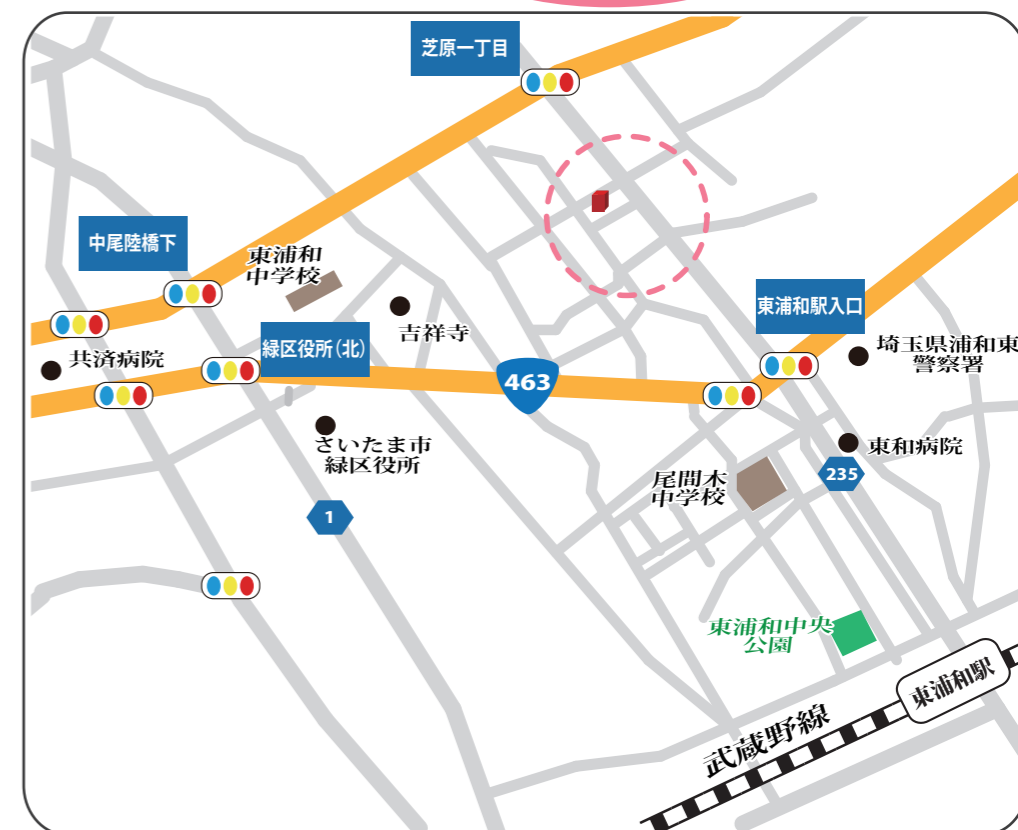 芝原一丁目
中尾陸橋下
東浦和
中学校
吉祥寺
共済病院
緑区役所(北)
東浦和駅入口
埼玉県浦和東
警察署
463
さいたま市
緑区役所
東和病院
尾間木
中学校
235
1
東浦和中央
公園
東浦和駅
武蔵野線